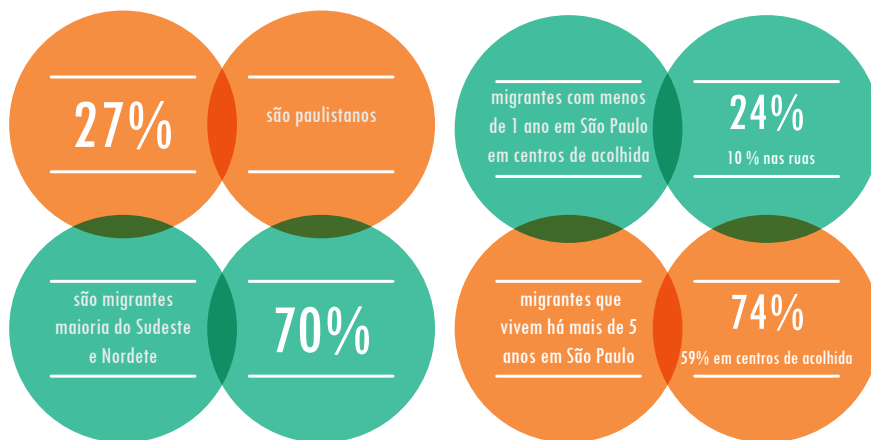 27%
são paulistanos
são migrantes
maioria do Sudeste
e Nordete
70%
migrantes com menos
de 1 ano em São Paulo
em centros de acolhida
24%
10 % nas ruas
migrantes que
vivem há mais de 5
anos em São Paulo
74%
59% em centros de acolhida